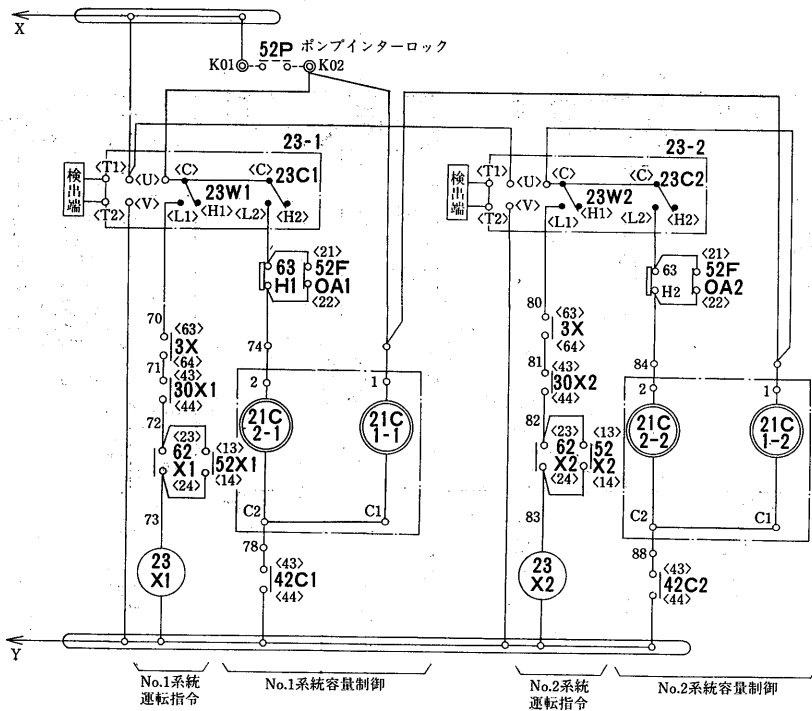 X
52P ポンプインターロック
K01 K02
23-1
23-2
検出端
〈T1〉 〈U〉 〈C〉 〈C〉 23C1
〈T2〉 〈V〉 23W1
〈L1〉 〈H1〉 〈L2〉 〈H2〉
検出端
〈T1〉 〈U〉 〈C〉 〈C〉 23C2
〈T2〉 〈V〉 23W2
〈L1〉 〈H1〉 〈L2〉 〈H2〉
63
H1
〈21〉
52F
OA1
〈22〉
63
H2
〈21〉
52F
OA2
〈22〉
70
〈63〉
3X
〈64〉
71
〈43〉
30X1
〈44〉
72
〈23〉
62
X1
〈24〉
〈13〉
52X1
〈14〉
73
23
X1
74
2
1
21C
2-1
21C
1-1
C2
C1
78
〈43〉
42C1
〈44〉
80
〈63〉
3X
〈64〉
81
〈43〉
30X2
〈44〉
82
〈23〉
62
X2
〈24〉
〈13〉
52
X2
〈14〉
83
23
X2
84
2
1
21C
2-2
21C
1-2
C2
C1
88
〈43〉
42C2
〈44〉
Y
No.1系統
運転指令
No.1系統容量制御
No.2系統
運転指令
No.2系統容量制御